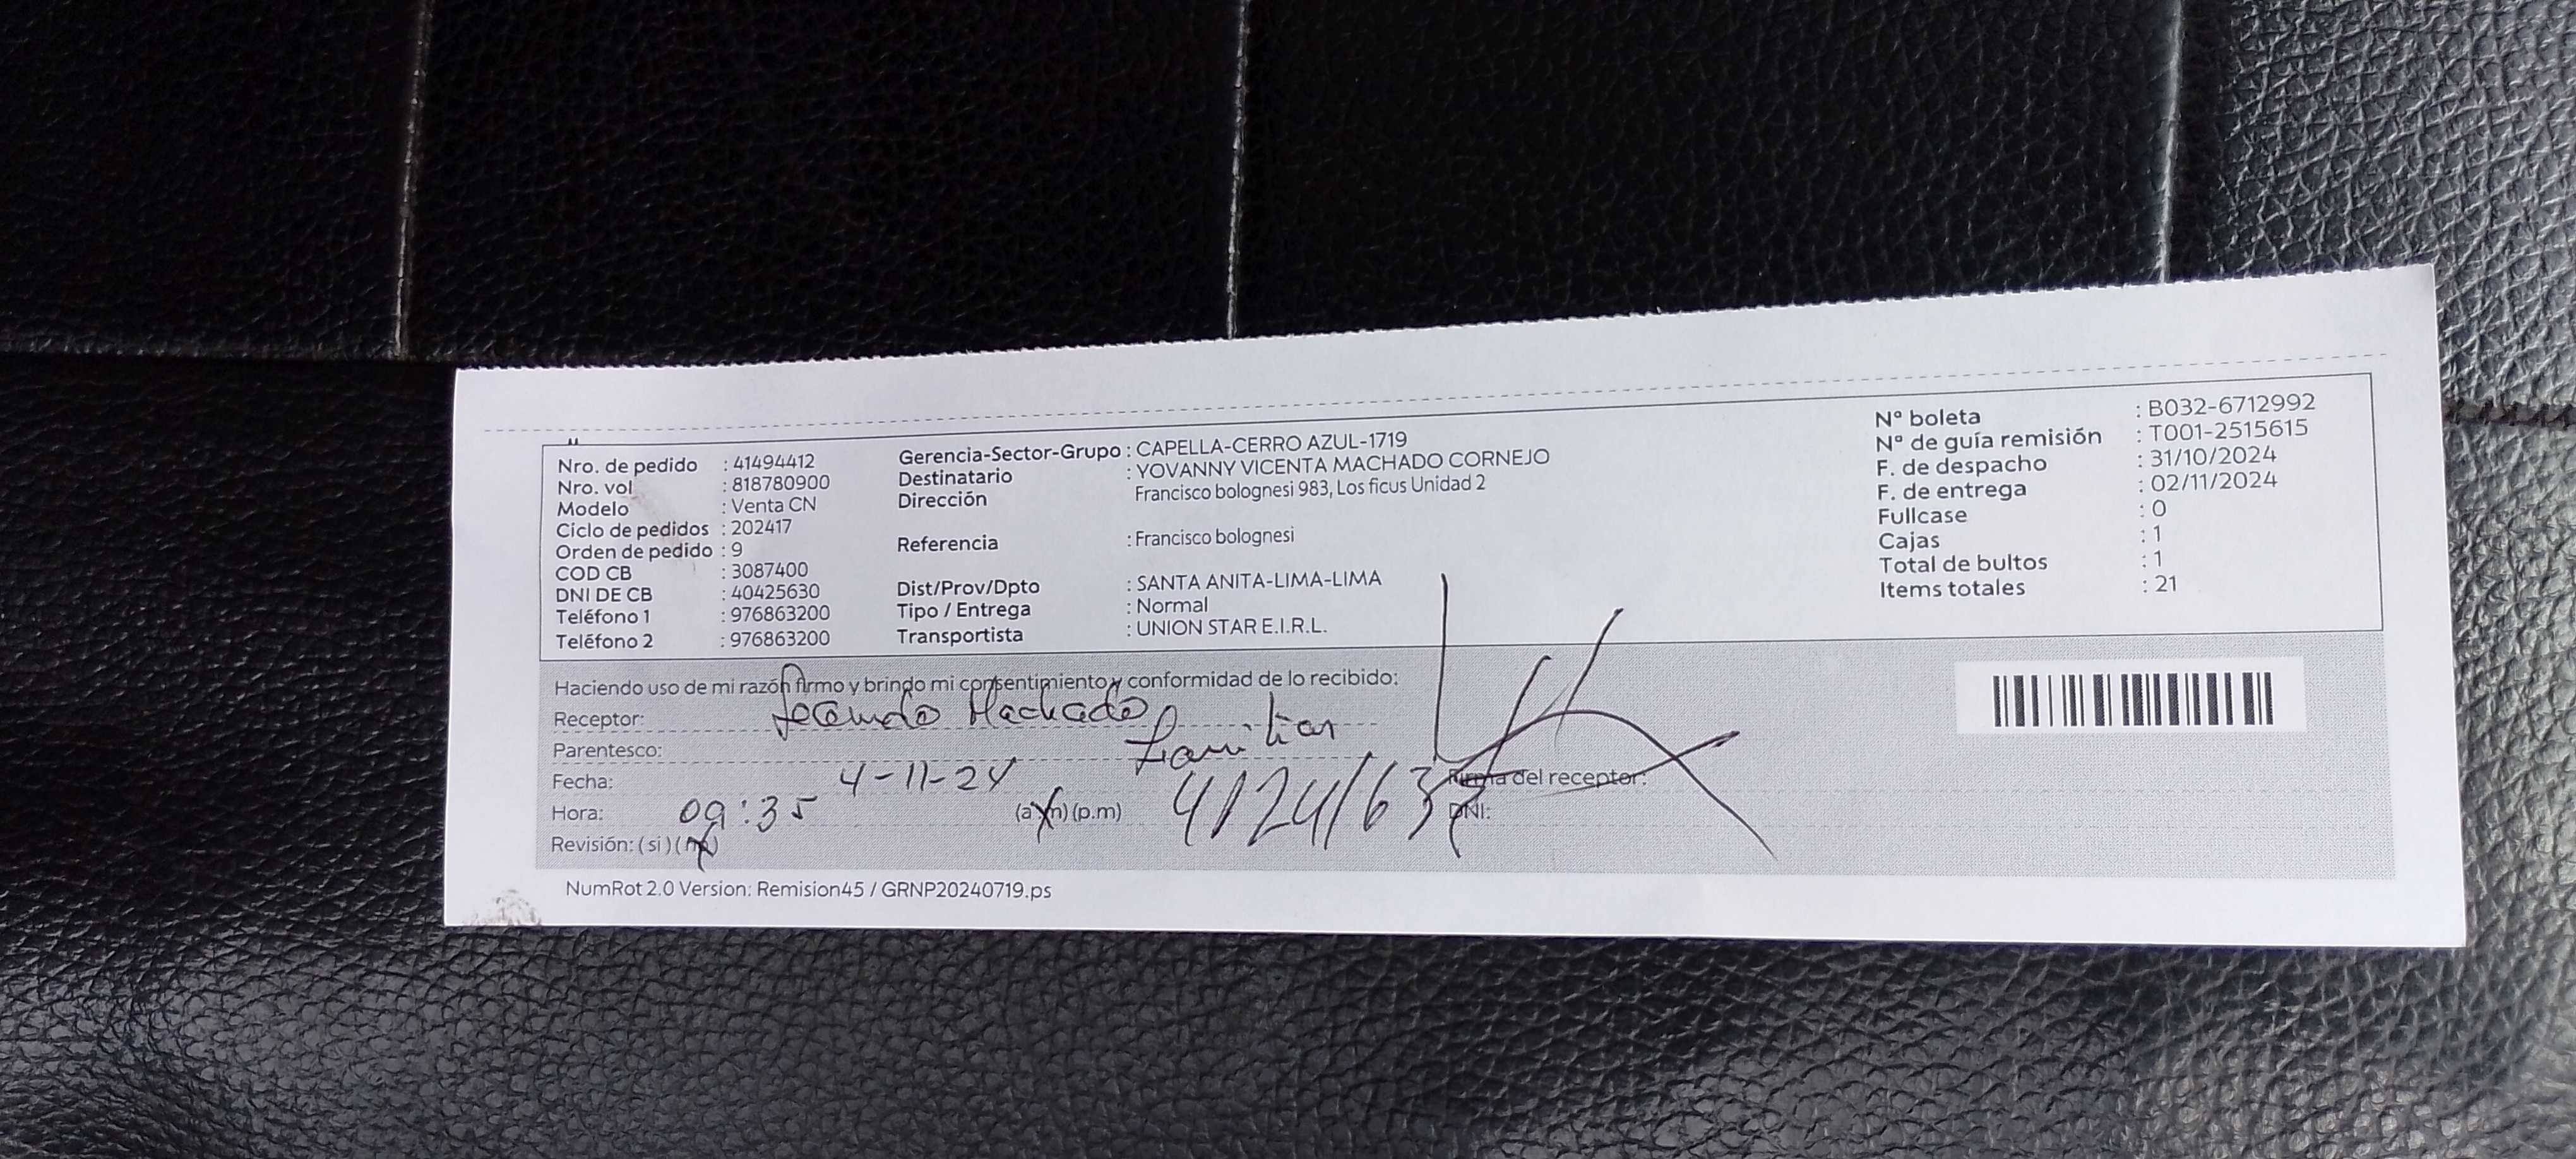 Nro. de pedido : 41494412
Nro. vol : 818780900
Modelo : Venta CN
Ciclo de pedidos : 202417
Orden de pedido : 9
COD CB : 3087400
DNI DE CB : 40425630
Teléfono 1 : 976863200
Teléfono 2 : 976863200
Gerencia-Sector-Grupo : CAPELLA-CERRO AZUL-1719
Destinatario : YOVANNY VICENTA MACHADO CORNEJO
Dirección Francisco bolognesi 983, Los ficus Unidad 2
Referencia : Francisco bolognesi
Dist/Prov/Dpto : SANTA ANITA-LIMA-LIMA
Tipo / Entrega : Normal
Transportista : UNION STAR E.I.R.L.
N° boleta : B032-6712992
N° de guía remisión : T001-2515615
F. de despacho : 31/10/2024
F. de entrega : 02/11/2024
Fullcase : 0
Cajas : 1
Total de bultos : 1
Items totales : 21
Haciendo uso de mi razón firmo y brindo mi consentimiento y conformidad de lo recibido:
Receptor: Machado
Parentesco: Familiar
Fecha: 4-11-24
Hora: 09:35 (a.m) (p.m)
Revisión: (si) (no)
Firma del receptor:
DNI:
NumRot 2.0 Version: Remision45 / GRNP20240719.ps